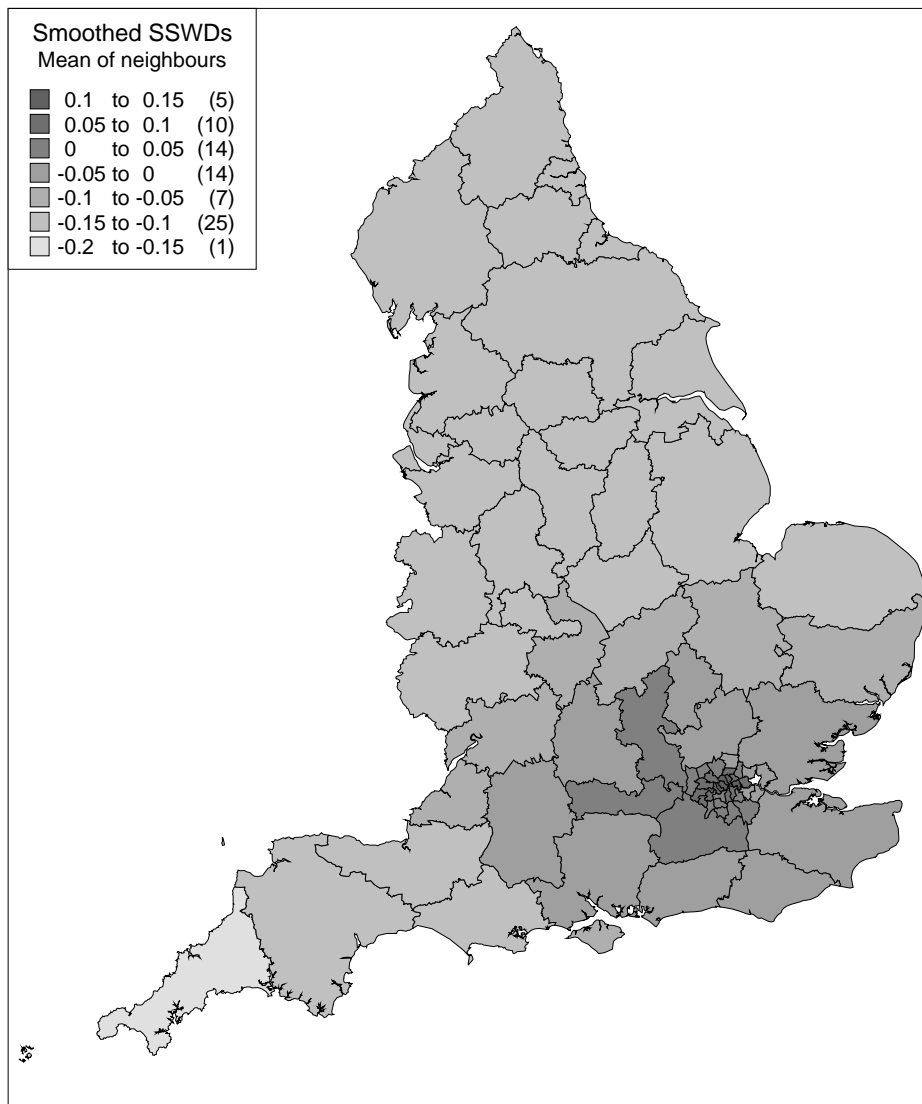 Smoothed SSWDs
Mean of neighbours
0.1 to 0.15 (5)
0.05 to 0.1 (10)
0 to 0.05 (14)
-0.05 to 0 (14)
-0.1 to -0.05 (7)
-0.15 to -0.1 (25)
-0.2 to -0.15 (1)